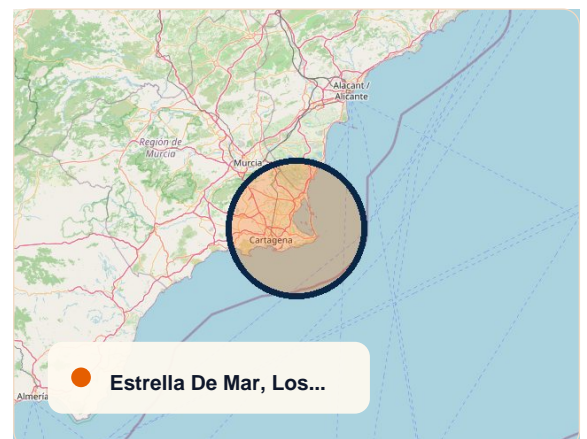 Alacant /
Alicante
Región de
Murcia
Murcia
Cartagena
Estrella De Mar, Los...
Almería